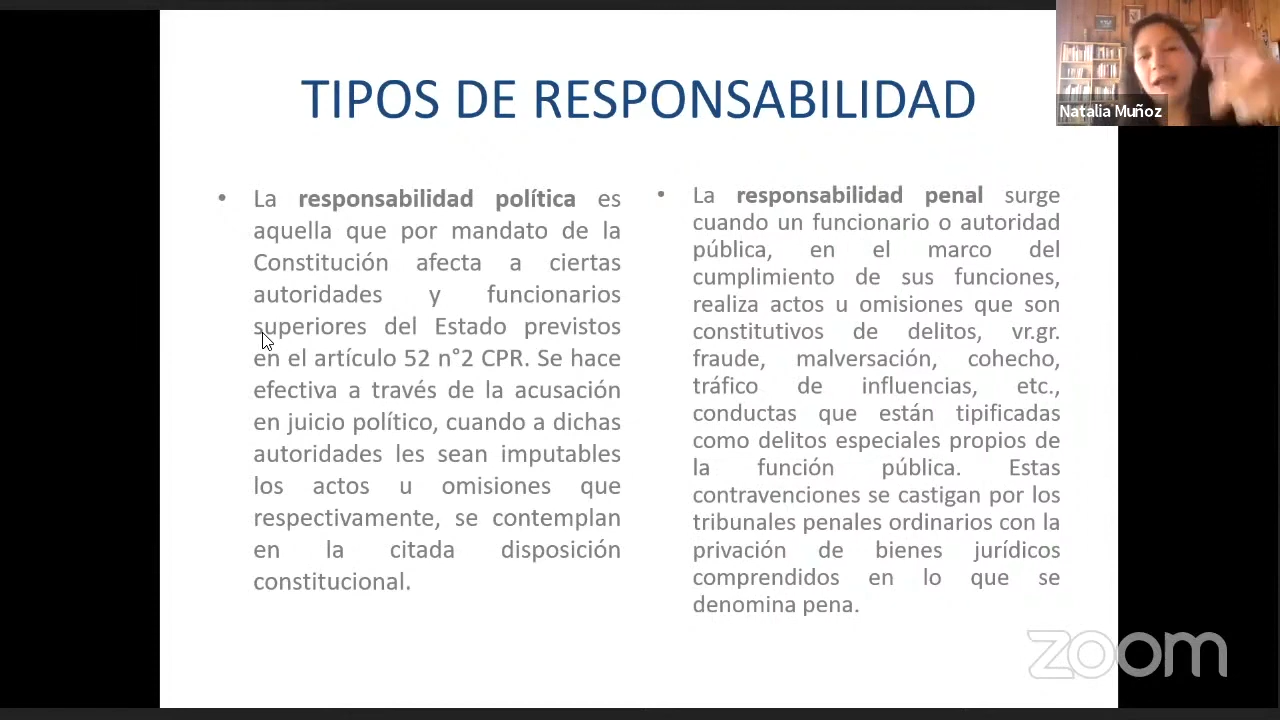 TIPOS DE RESPONSABILIDAD
Natalia Muñoz
• La responsabilidad política es
aquella que por mandato de la
Constitución afecta a ciertas
autoridades y funcionarios
superiores del Estado previstos
en el artículo 52 n°2 CPR. Se hace
efectiva a través de la acusación
en juicio político, cuando a dichas
autoridades les sean imputables
los actos u omisiones que
respectivamente, se contemplan
en la citada disposición
constitucional.
• La responsabilidad penal surge
cuando un funcionario o autoridad
pública, en el marco del
cumplimiento de sus funciones,
realiza actos u omisiones que son
constitutivos de delitos, vr.gr.
fraude, malversación, cohecho,
tráfico de influencias, etc.,
conductas que están tipificadas
como delitos especiales propios de
la función pública. Estas
contravenciones se castigan por los
tribunales penales ordinarios con la
privación de bienes jurídicos
comprendidos en lo que se
denomina pena.
zoom